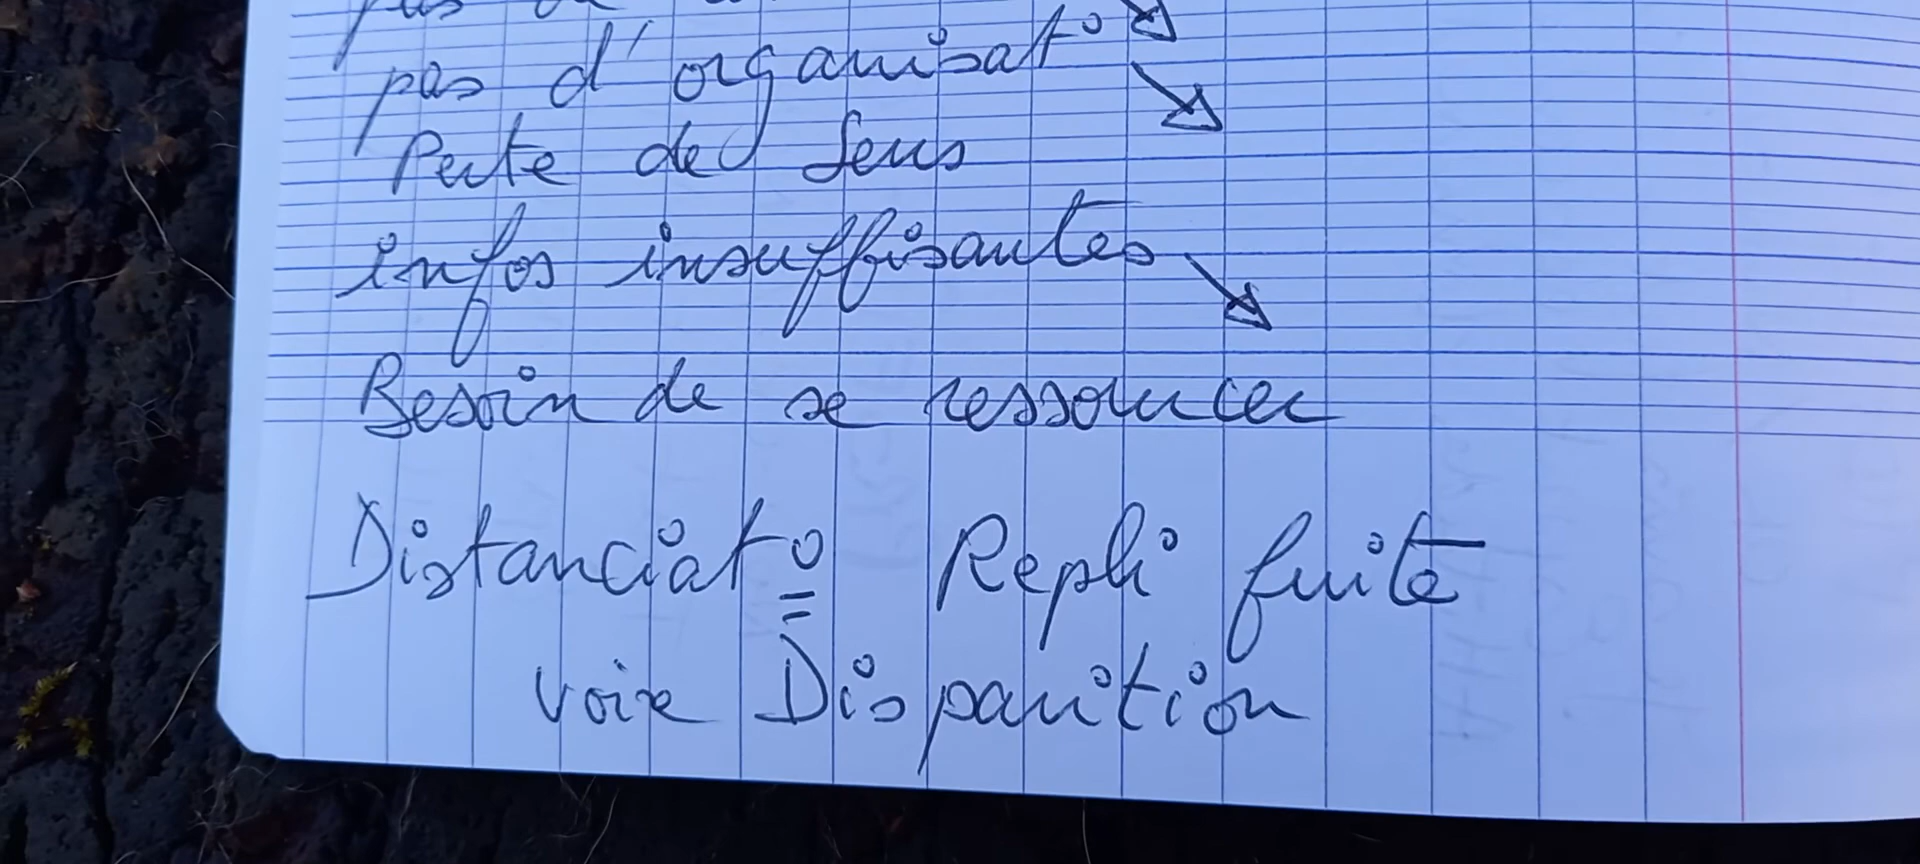 pas d'organisat°
Perte de Sens
infos insuffisantes
Besoin de se ressourcer
Distanciat° = Repli fuite
voire Disparition